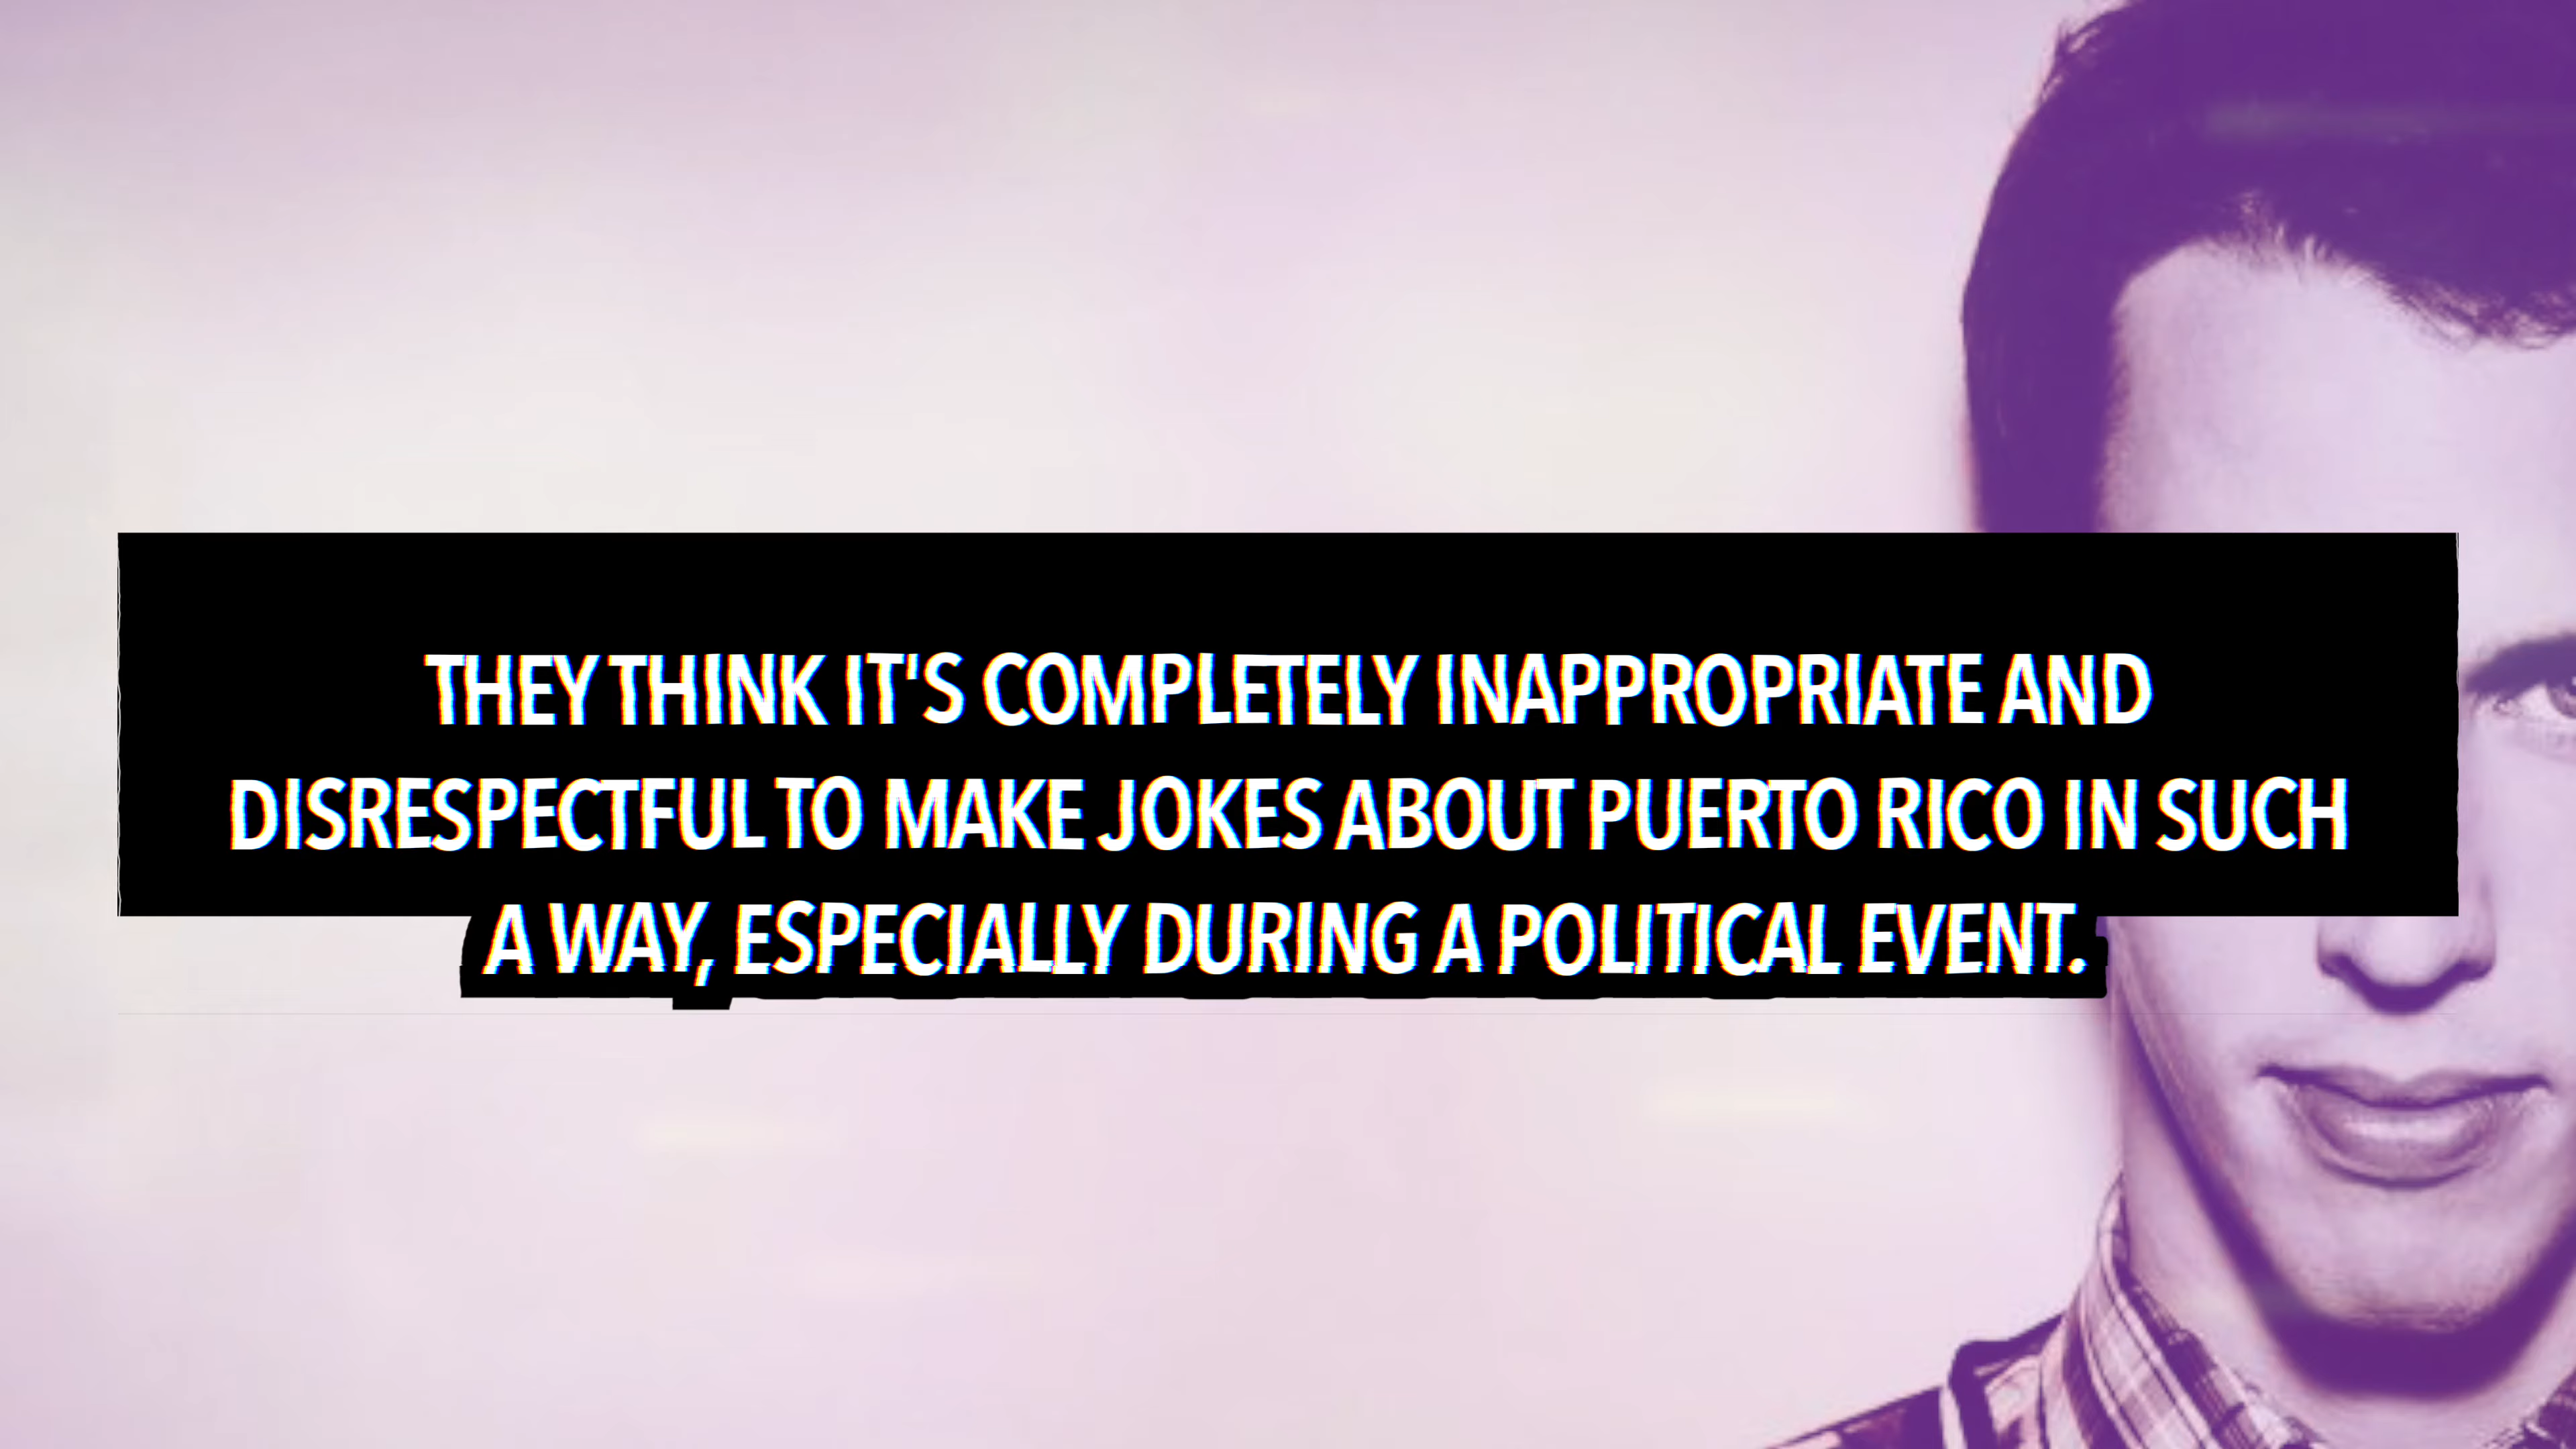 THEY THINK IT'S COMPLETELY INAPPROPRIATE AND
DISRESPECTFUL TO MAKE JOKES ABOUT PUERTO RICO IN SUCH
A WAY, ESPECIALLY DURING A POLITICAL EVENT.